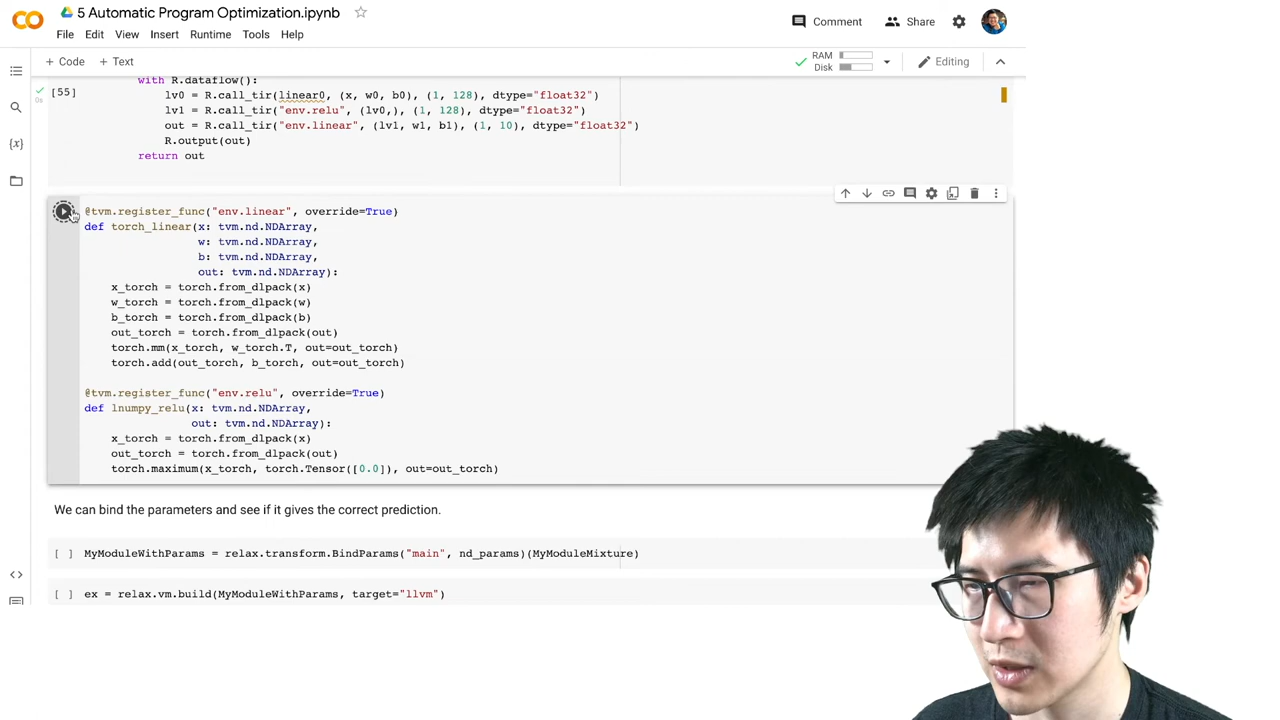 5 Automatic Program Optimization.ipynb
File Edit View Insert Runtime Tools Help
Comment Share
+ Code + Text
RAM
Disk
Editing
with R.dataflow():
[55]
0s
lv0 = R.call_tir(linear0, (x, w0, b0), (1, 128), dtype="float32")
lv1 = R.call_tir("env.relu", (lv0,), (1, 128), dtype="float32")
out = R.call_tir("env.linear", (lv1, w1, b1), (1, 10), dtype="float32")
R.output(out)
return out
@tvm.register_func("env.linear", override=True)
def torch_linear(x: tvm.nd.NDArray,
w: tvm.nd.NDArray,
b: tvm.nd.NDArray,
out: tvm.nd.NDArray):
x_torch = torch.from_dlpack(x)
w_torch = torch.from_dlpack(w)
b_torch = torch.from_dlpack(b)
out_torch = torch.from_dlpack(out)
torch.mm(x_torch, w_torch.T, out=out_torch)
torch.add(out_torch, b_torch, out=out_torch)
@tvm.register_func("env.relu", override=True)
def lnumpy_relu(x: tvm.nd.NDArray,
out: tvm.nd.NDArray):
x_torch = torch.from_dlpack(x)
out_torch = torch.from_dlpack(out)
torch.maximum(x_torch, torch.Tensor([0.0]), out=out_torch)
We can bind the parameters and see if it gives the correct prediction.
[ ] MyModuleWithParams = relax.transform.BindParams("main", nd_params)(MyModuleMixture)
[ ] ex = relax.vm.build(MyModuleWithParams, target="llvm")